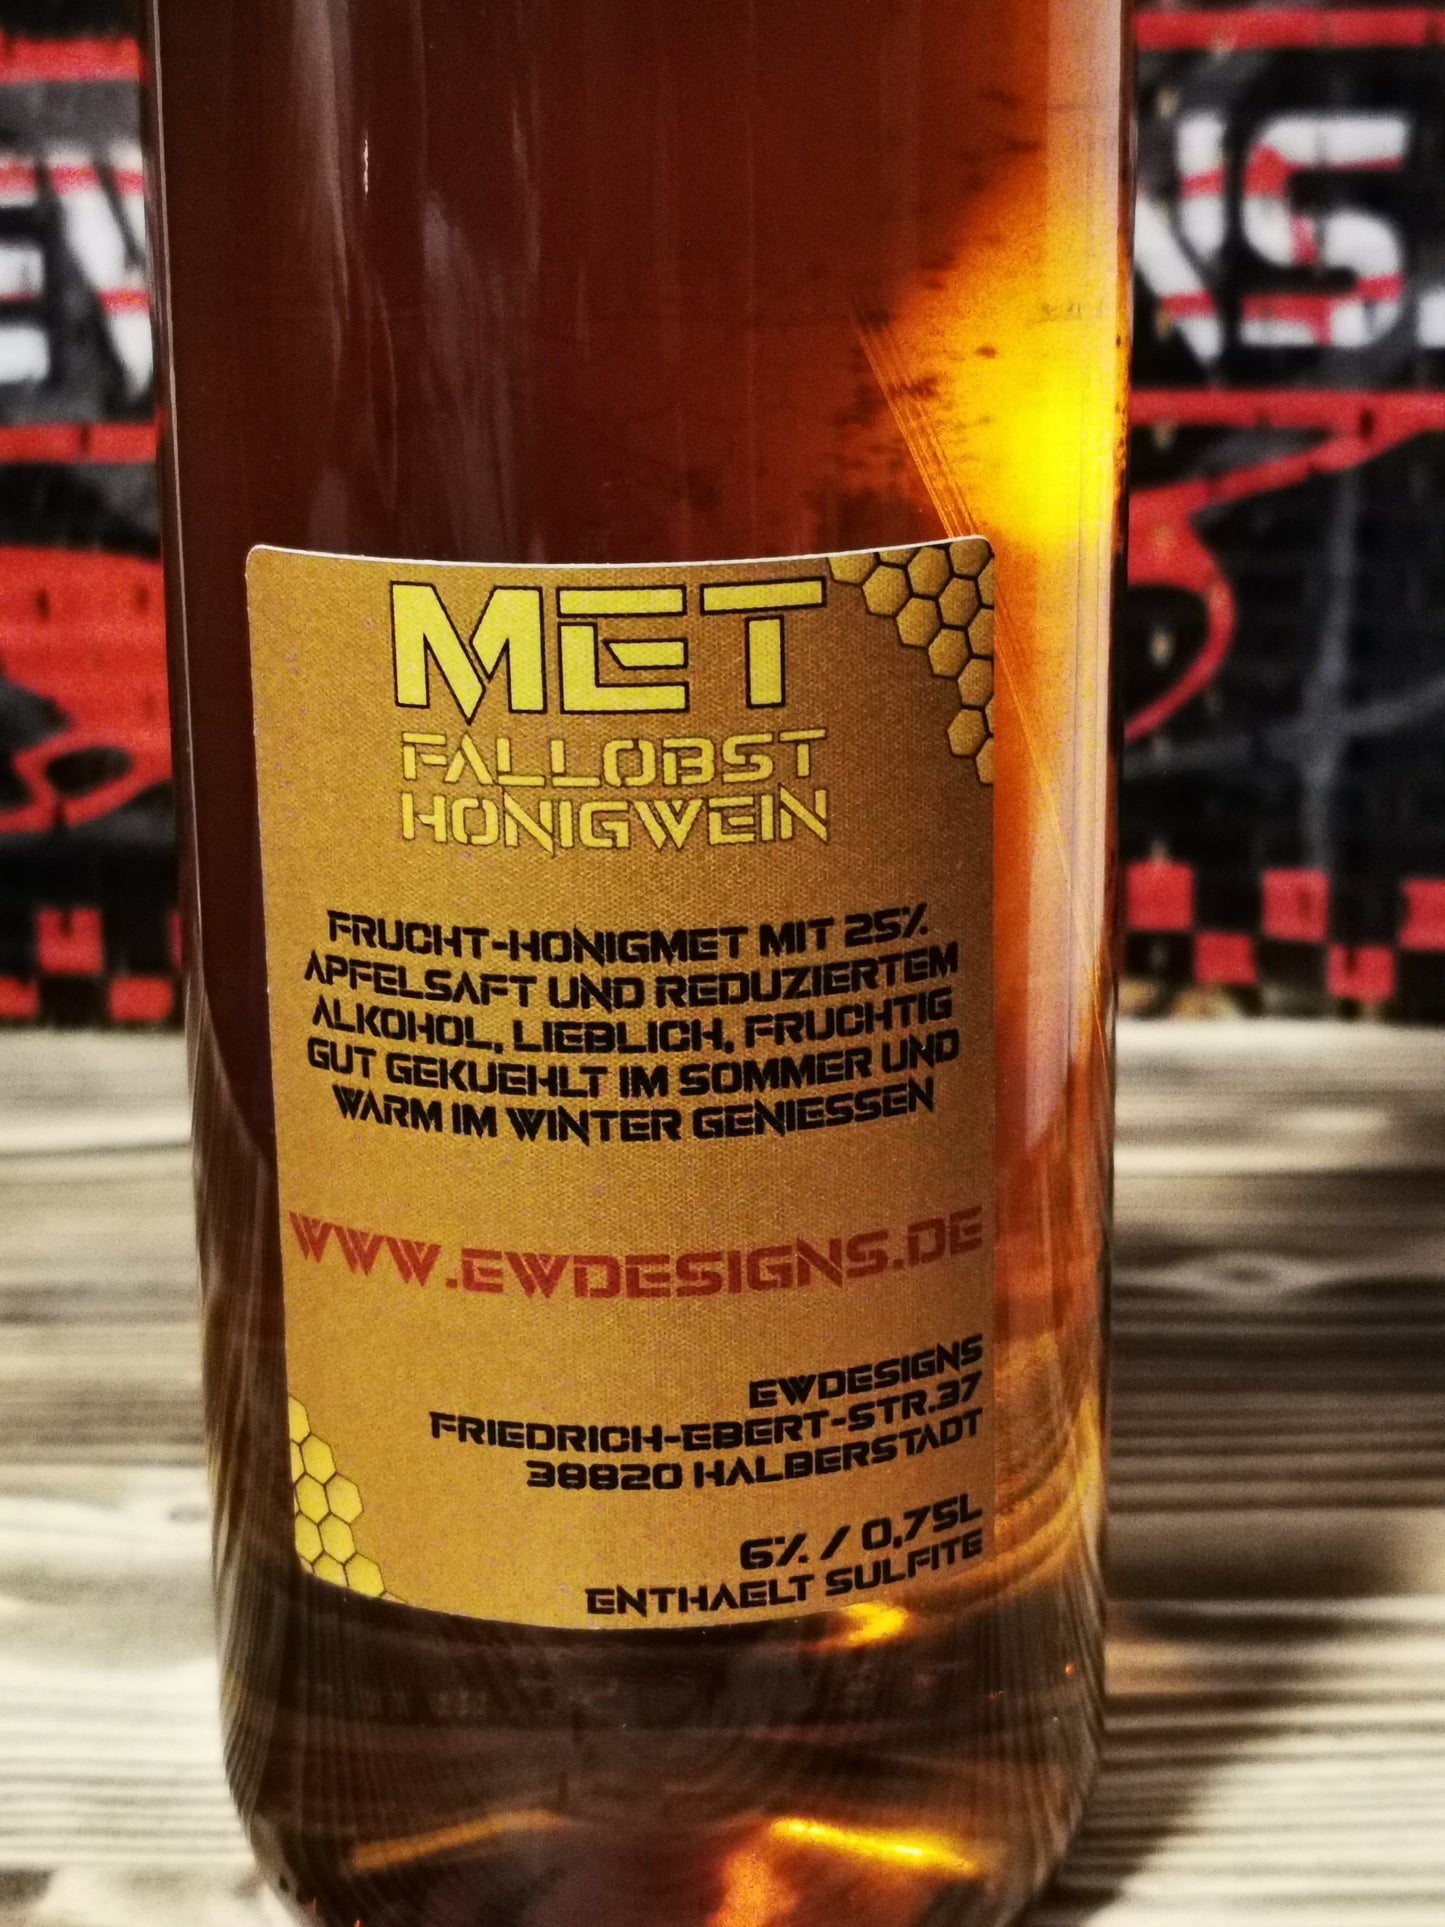 MET
FALLOBST
HONIGWEIN
FRUCHT-HONIGMET MIT 25%
APFELSAFT UND REDUZIERTEM
ALKOHOL, LIEBLICH, FRUCHTIG
GUT GEKUEHLT IM SOMMER UND
WARM IM WINTER GENIESSEN
WWW.EWDESIGNS.DE
EWDESIGNS
FRIEDRICH-EBERT-STR.37
38820 HALBERSTADT
6% / 0,75L
ENTHAELT SULFITE